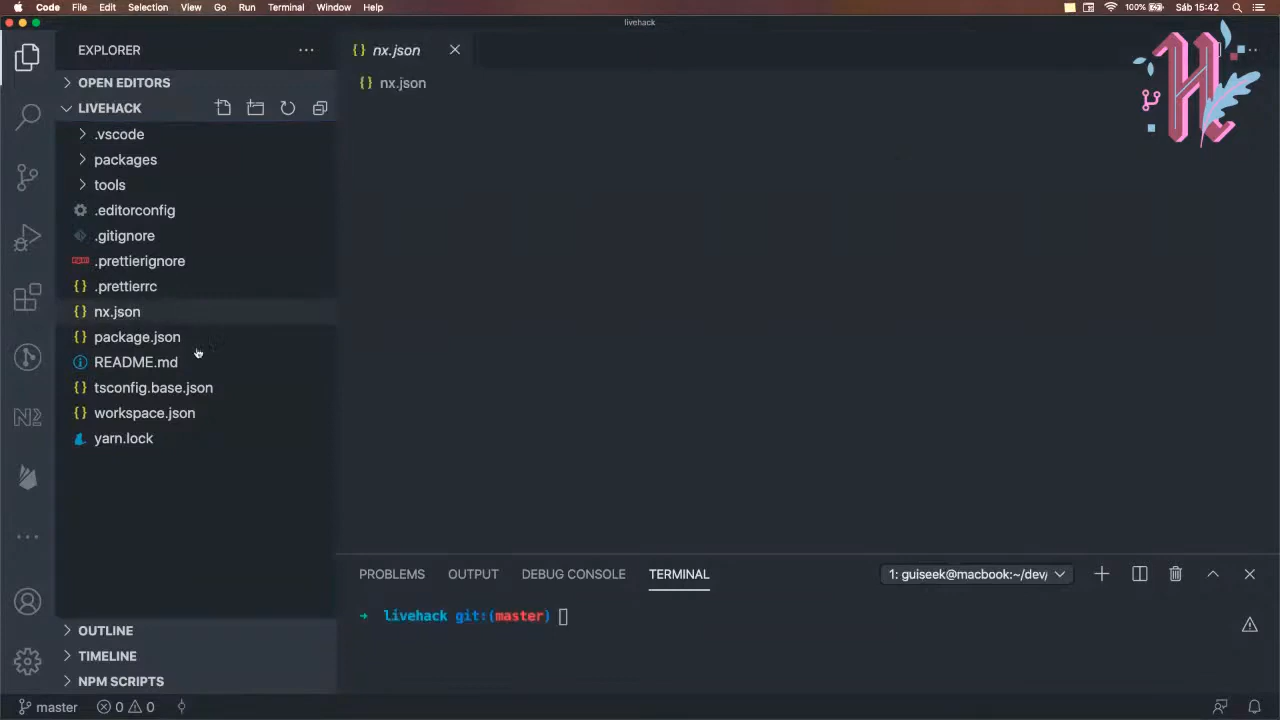 Code File Edit Selection View Go Run Terminal Window Help 100% Sáb 15:42
livehack
EXPLORER
OPEN EDITORS
LIVEHACK
.vscode
packages
tools
.editorconfig
.gitignore
.prettierignore
{} .prettierrc
{} nx.json
{} package.json
README.md
{} tsconfig.base.json
{} workspace.json
yarn.lock
OUTLINE
TIMELINE
NPM SCRIPTS
{} nx.json
{} nx.json
H
PROBLEMS OUTPUT DEBUG CONSOLE TERMINAL
1: guiseek@macbook:~/dev/
→ livehack git:(master)
master 0 0